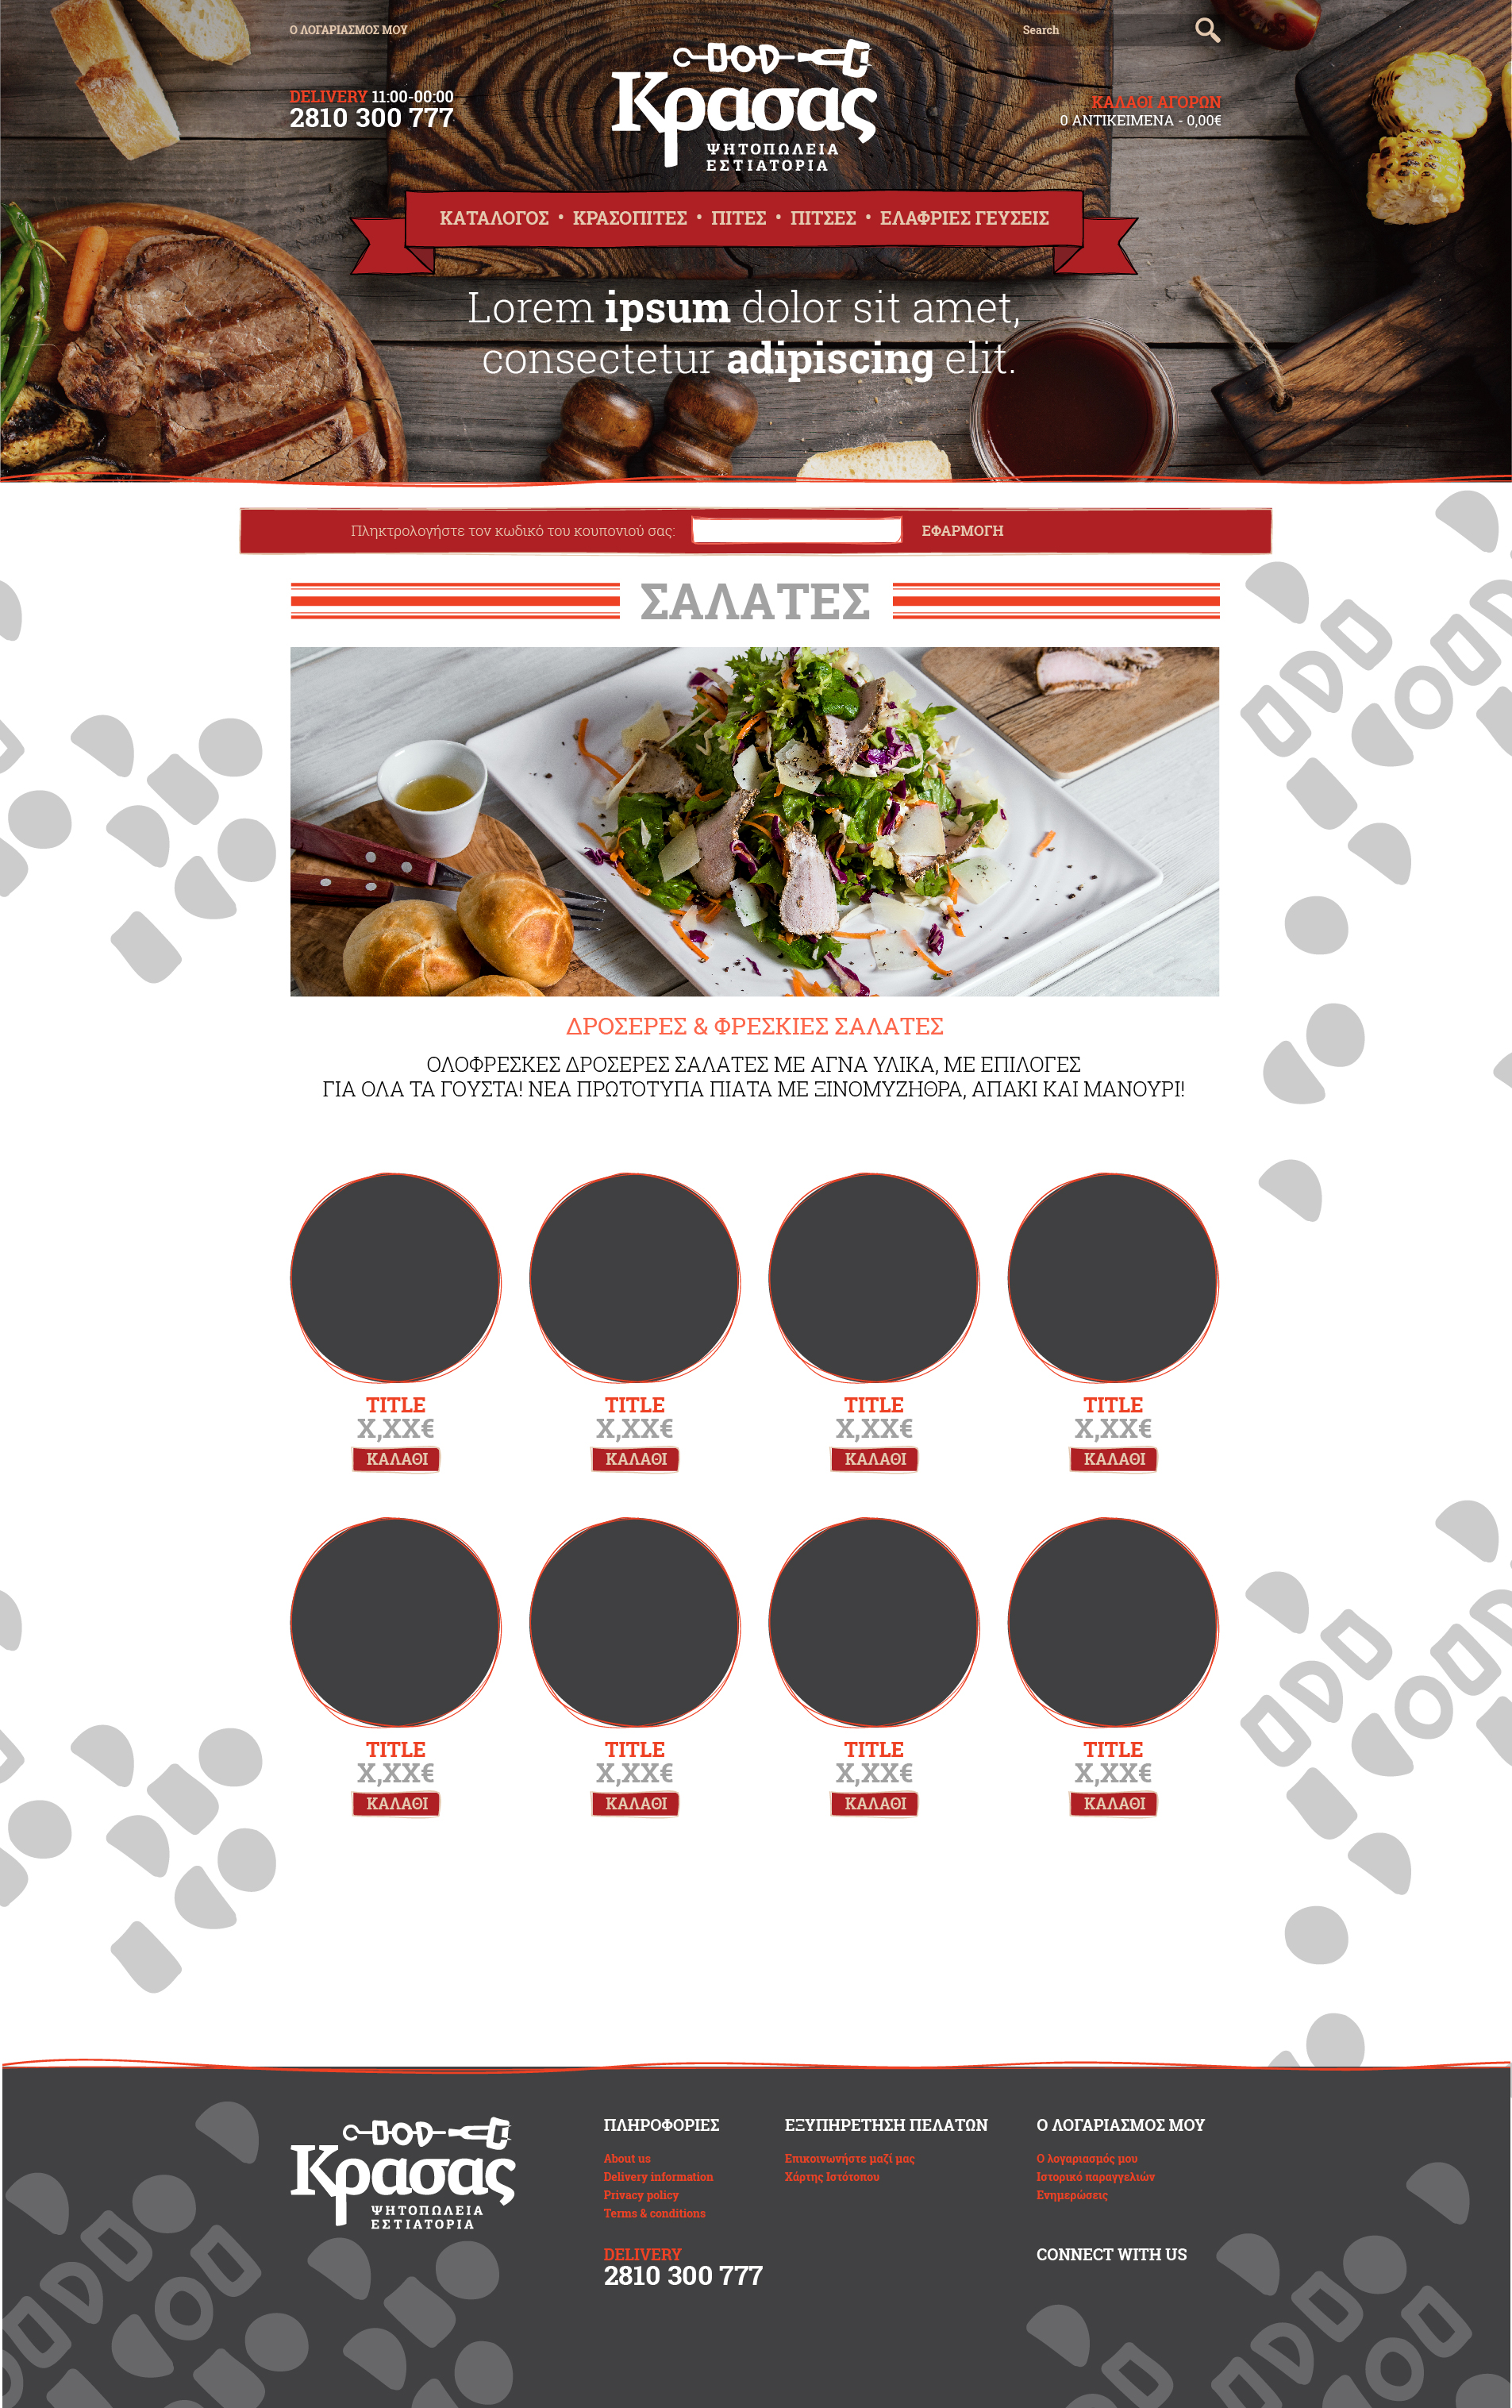 Ο ΛΟΓΑΡΙΑΣΜΟΣ ΜΟΥ
Search
DELIVERY 11:00-00:00
2810 300 777
Κρασας
ΨΗΤΟΠΩΛΕΙΑ
ΕΣΤΙΑΤΟΡΙΑ
ΚΑΛΑΘΙ ΑΓΟΡΩΝ
0 ΑΝΤΙΚΕΙΜΕΝΑ - 0,00€
ΚΑΤΑΛΟΓΟΣ • ΚΡΑΣΟΠΙΤΕΣ • ΠΙΤΕΣ • ΠΙΤΣΕΣ • ΕΛΑΦΡΙΕΣ ΓΕΥΣΕΙΣ
Lorem ipsum dolor sit amet,
consectetur adipiscing elit.
Πληκτρολογήστε τον κωδικό του κουπονιού σας:
ΕΦΑΡΜΟΓΗ
ΣΑΛΑΤΕΣ
ΔΡΟΣΕΡΕΣ & ΦΡΕΣΚΙΕΣ ΣΑΛΑΤΕΣ
ΟΛΟΦΡΕΣΚΕΣ ΔΡΟΣΕΡΕΣ ΣΑΛΑΤΕΣ ΜΕ ΑΓΝΑ ΥΛΙΚΑ, ΜΕ ΕΠΙΛΟΓΕΣ
ΓΙΑ ΟΛΑ ΤΑ ΓΟΥΣΤΑ! ΝΕΑ ΠΡΩΤΟΤΥΠΑ ΠΙΑΤΑ ΜΕ ΞΙΝΟΜΥΖΗΘΡΑ, ΑΠΑΚΙ ΚΑΙ ΜΑΝΟΥΡΙ!
TITLE
X,XX€
ΚΑΛΑΘΙ
TITLE
X,XX€
ΚΑΛΑΘΙ
TITLE
X,XX€
ΚΑΛΑΘΙ
TITLE
X,XX€
ΚΑΛΑΘΙ
TITLE
X,XX€
ΚΑΛΑΘΙ
TITLE
X,XX€
ΚΑΛΑΘΙ
TITLE
X,XX€
ΚΑΛΑΘΙ
TITLE
X,XX€
ΚΑΛΑΘΙ
Κρασας
ΨΗΤΟΠΩΛΕΙΑ
ΕΣΤΙΑΤΟΡΙΑ
ΠΛΗΡΟΦΟΡΙΕΣ
About us
Delivery information
Privacy policy
Terms & conditions
DELIVERY
2810 300 777
ΕΞΥΠΗΡΕΤΗΣΗ ΠΕΛΑΤΩΝ
Επικοινωνήστε μαζί μας
Χάρτης Ιστότοπου
Ο ΛΟΓΑΡΙΑΣΜΟΣ ΜΟΥ
Ο λογαριασμός μου
Ιστορικό παραγγελιών
Ενημερώσεις
CONNECT WITH US